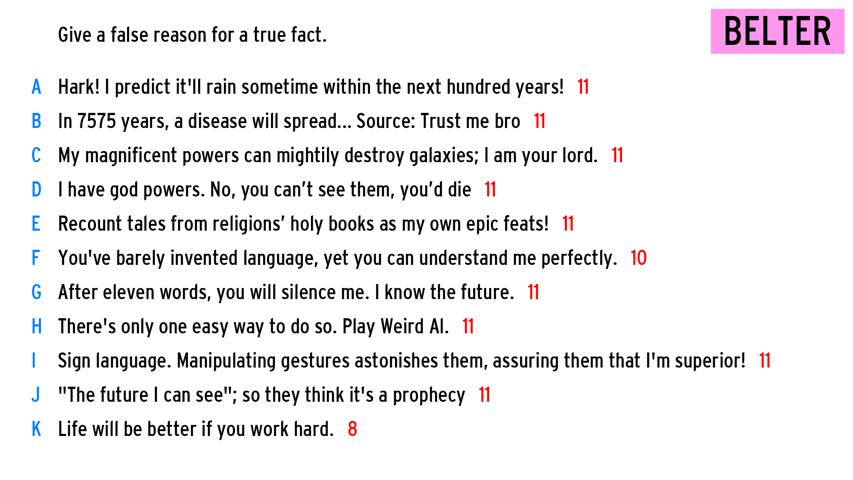 BELTER
Give a false reason for a true fact.
A Hark! I predict it'll rain sometime within the next hundred years! 11
B In 7575 years, a disease will spread... Source: Trust me bro 11
C My magnificent powers can mightily destroy galaxies; I am your lord. 11
D I have god powers. No, you can’t see them, you’d die 11
E Recount tales from religions’ holy books as my own epic feats! 11
F You've barely invented language, yet you can understand me perfectly. 10
G After eleven words, you will silence me. I know the future. 11
H There's only one easy way to do so. Play Weird Al. 11
I Sign language. Manipulating gestures astonishes them, assuring them that I'm superior! 11
J "The future I can see"; so they think it's a prophecy 11
K Life will be better if you work hard. 8